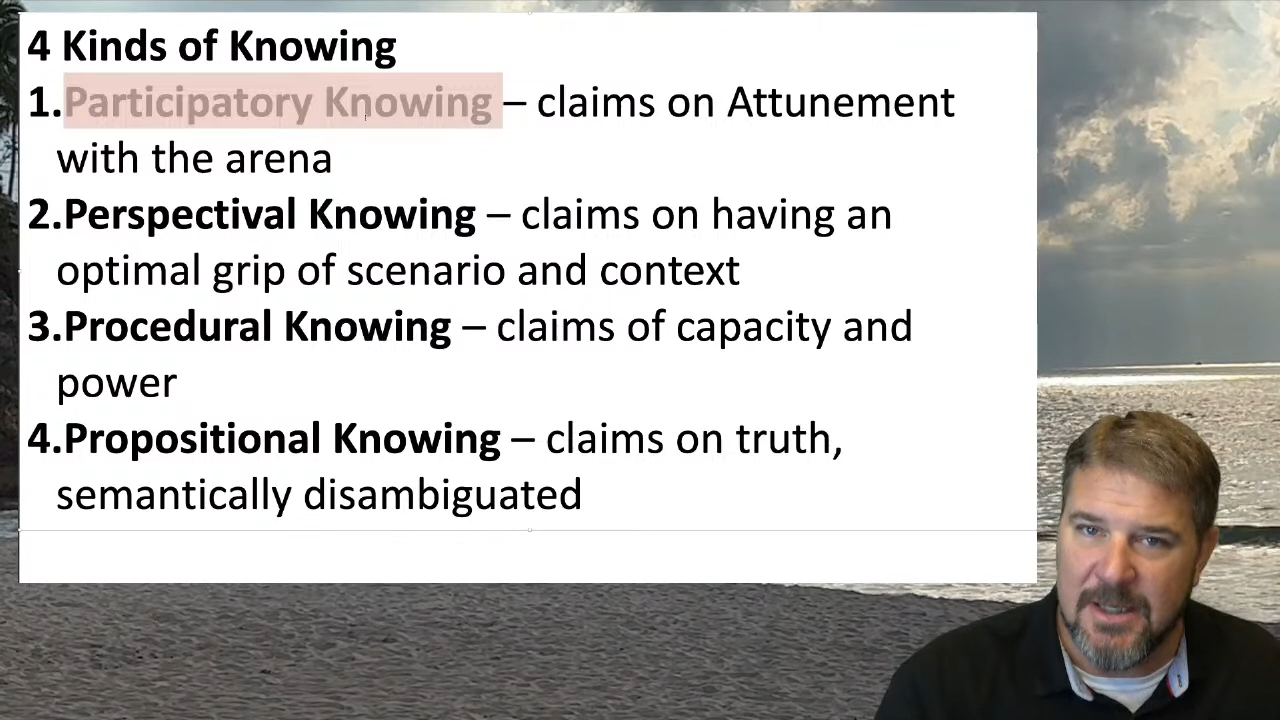 4 Kinds of Knowing
1.Participatory Knowing – claims on Attunement
with the arena
2.Perspectival Knowing – claims on having an
optimal grip of scenario and context
3.Procedural Knowing – claims of capacity and
power
4.Propositional Knowing – claims on truth,
semantically disambiguated